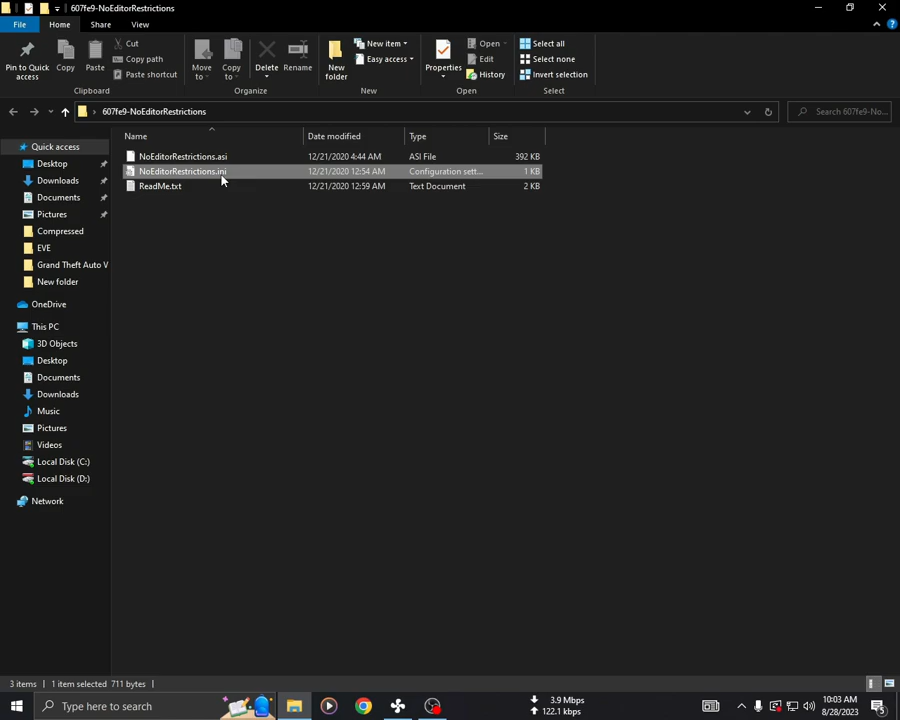 607fe9-NoEditorRestrictions
File Home Share View
Pin to Quick access
Copy
Paste
Cut
Copy path
Paste shortcut
Clipboard
Move to
Copy to
Delete
Rename
Organize
New folder
New item
Easy access
New
Properties
Open
Edit
History
Open
Select all
Select none
Invert selection
Select
607fe9-NoEditorRestrictions
Search 607fe9-No...
Name Date modified Type Size
NoEditorRestrictions.asi 12/21/2020 4:44 AM ASI File 392 KB
NoEditorRestrictions.ini 12/21/2020 12:54 AM Configuration sett... 1 KB
ReadMe.txt 12/21/2020 12:59 AM Text Document 2 KB
Quick access
Desktop
Downloads
Documents
Pictures
Compressed
EVE
Grand Theft Auto V
New folder
OneDrive
This PC
3D Objects
Desktop
Documents
Downloads
Music
Pictures
Videos
Local Disk (C:)
Local Disk (D:)
Network
3 items 1 item selected 711 bytes
Type here to search
3.9 Mbps
122.1 kbps
10:03 AM
8/28/2023
5